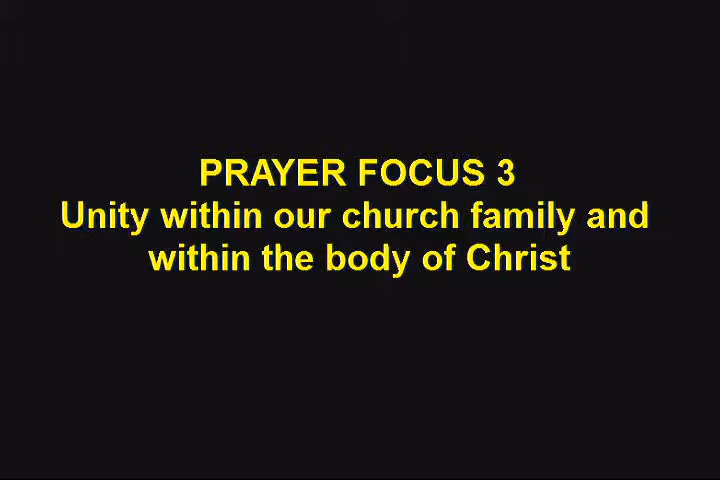 PRAYER FOCUS 3
Unity within our church family and
within the body of Christ